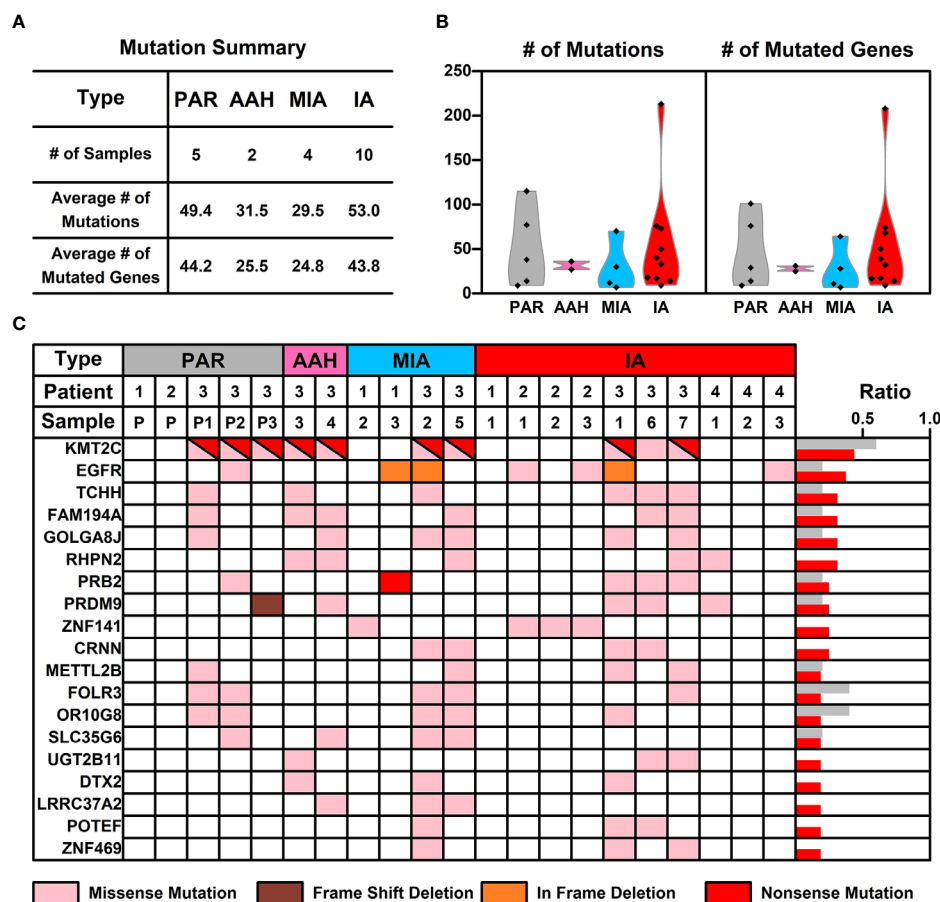 A
Mutation Summary
Type PAR AAH MIA IA
# of Samples 5 2 4 10
Average # of Mutations 49.4 31.5 29.5 53.0
Average # of Mutated Genes 44.2 25.5 24.8 43.8
B
# of Mutations # of Mutated Genes
250
200
150
100
50
0
PAR AAH MIA IA PAR AAH MIA IA
C
Type PAR AAH MIA IA Ratio
Patient 1 2 3 3 3 3 3 1 1 3 3 1 2 2 2 3 3 3 4 4 4
Sample P P P1 P2 P3 3 4 2 3 2 5 1 1 2 3 1 6 7 1 2 3 0.5 1.0
KMT2C
EGFR
TCHH
FAM194A
GOLGA8J
RHPN2
PRB2
PRDM9
ZNF141
CRNN
METTL2B
FOLR3
OR10G8
SLC35G6
UGT2B11
DTX2
LRRC37A2
POTEF
ZNF469
Missense Mutation Frame Shift Deletion In Frame Deletion Nonsense Mutation